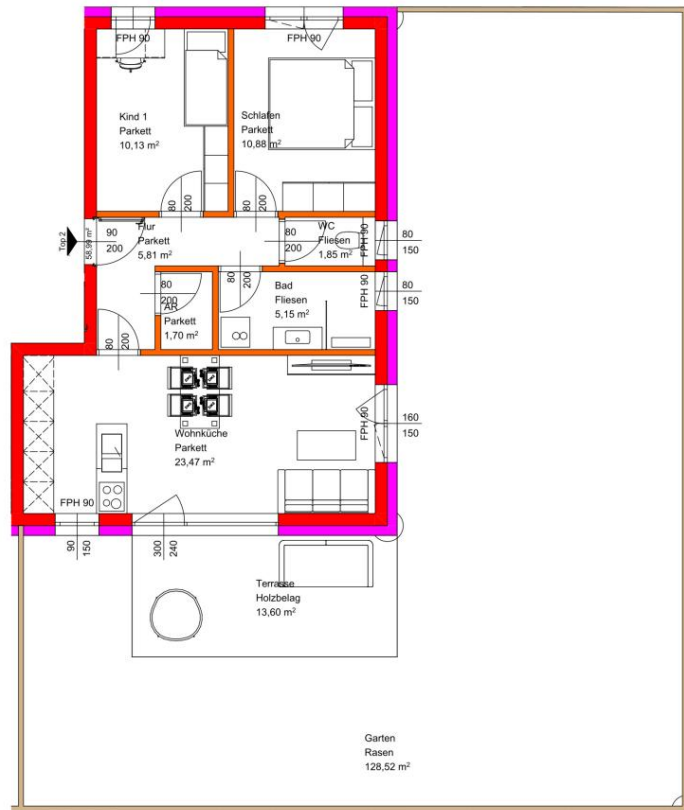 FPH 90
FPH 90
Kind 1
Parkett
10,13 m²
Schlafen
Parkett
10,88 m²
80
200
80
200
Top 2
58,99 m²
90
200
Flur
Parkett
5,81 m²
80
200
WC
Fliesen
1,85 m²
FPH 90
80
150
80
200
AR
Parkett
1,70 m²
80
200
Bad
Fliesen
5,15 m²
FPH 90
80
150
80
200
Wohnküche
Parkett
23,47 m²
FPH 90
160
150
FPH 90
90
150
300
240
Terrasse
Holzbelag
13,60 m²
Garten
Rasen
128,52 m²